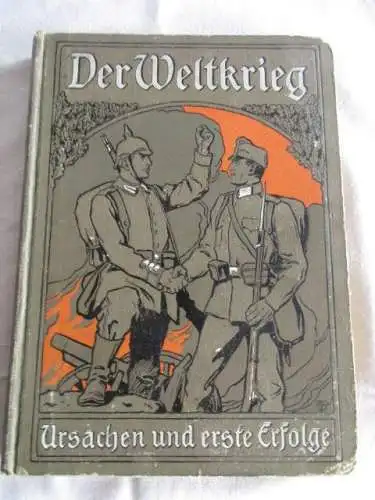 Der Weltkrieg
Ursachen und erste Erfolge